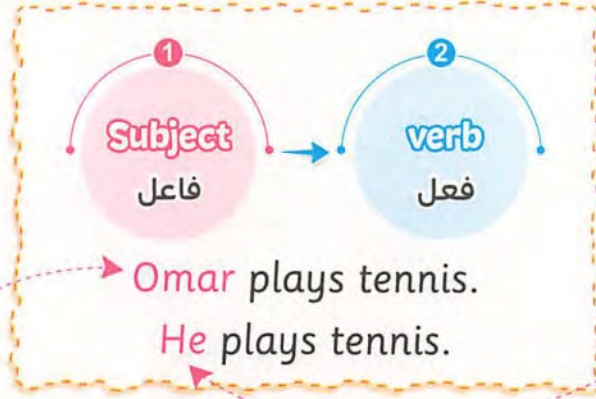 1 2
Subject verb
فاعل فعل
Omar plays tennis.
He plays tennis.